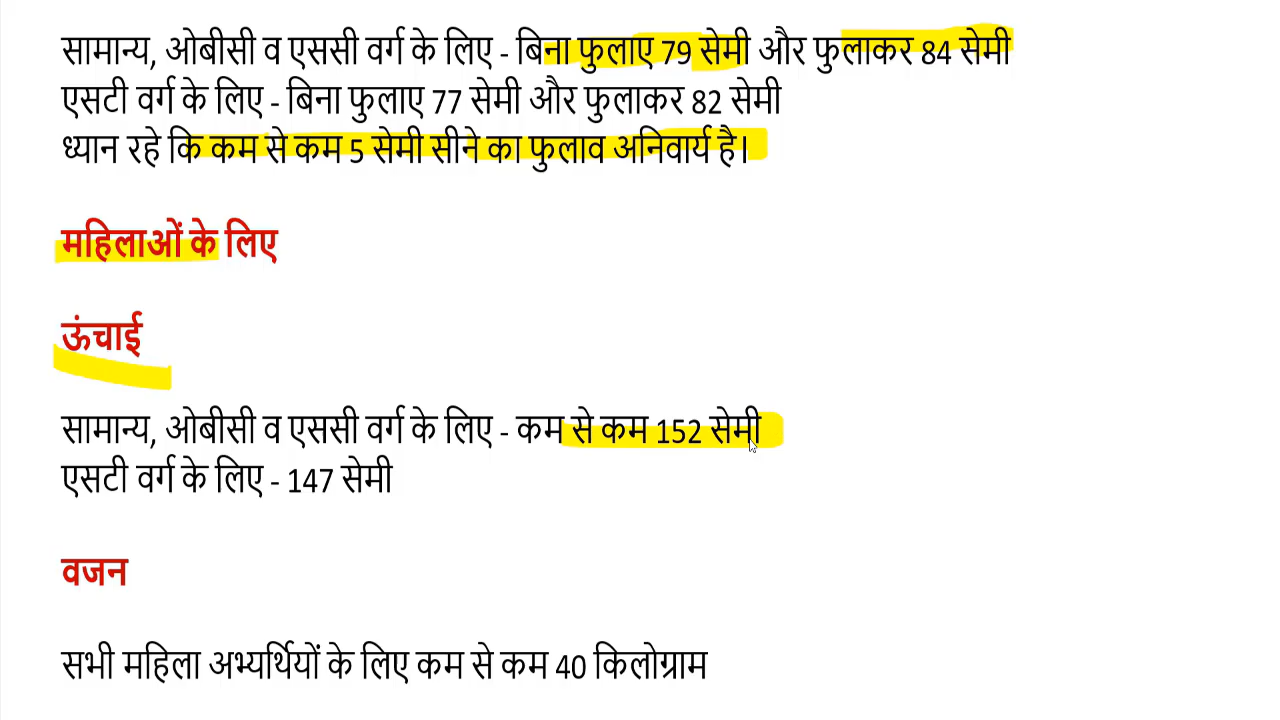 सामान्य, ओबीसी व एससी वर्ग के लिए - बिना फुलाए 79 सेमी और फुलाकर 84 सेमी
एसटी वर्ग के लिए - बिना फुलाए 77 सेमी और फुलाकर 82 सेमी
ध्यान रहे कि कम से कम 5 सेमी सीने का फुलाव अनिवार्य है।
महिलाओं के लिए
ऊंचाई
सामान्य, ओबीसी व एससी वर्ग के लिए - कम से कम 152 सेमी
एसटी वर्ग के लिए - 147 सेमी
वजन
सभी महिला अभ्यर्थियों के लिए कम से कम 40 किलोग्राम